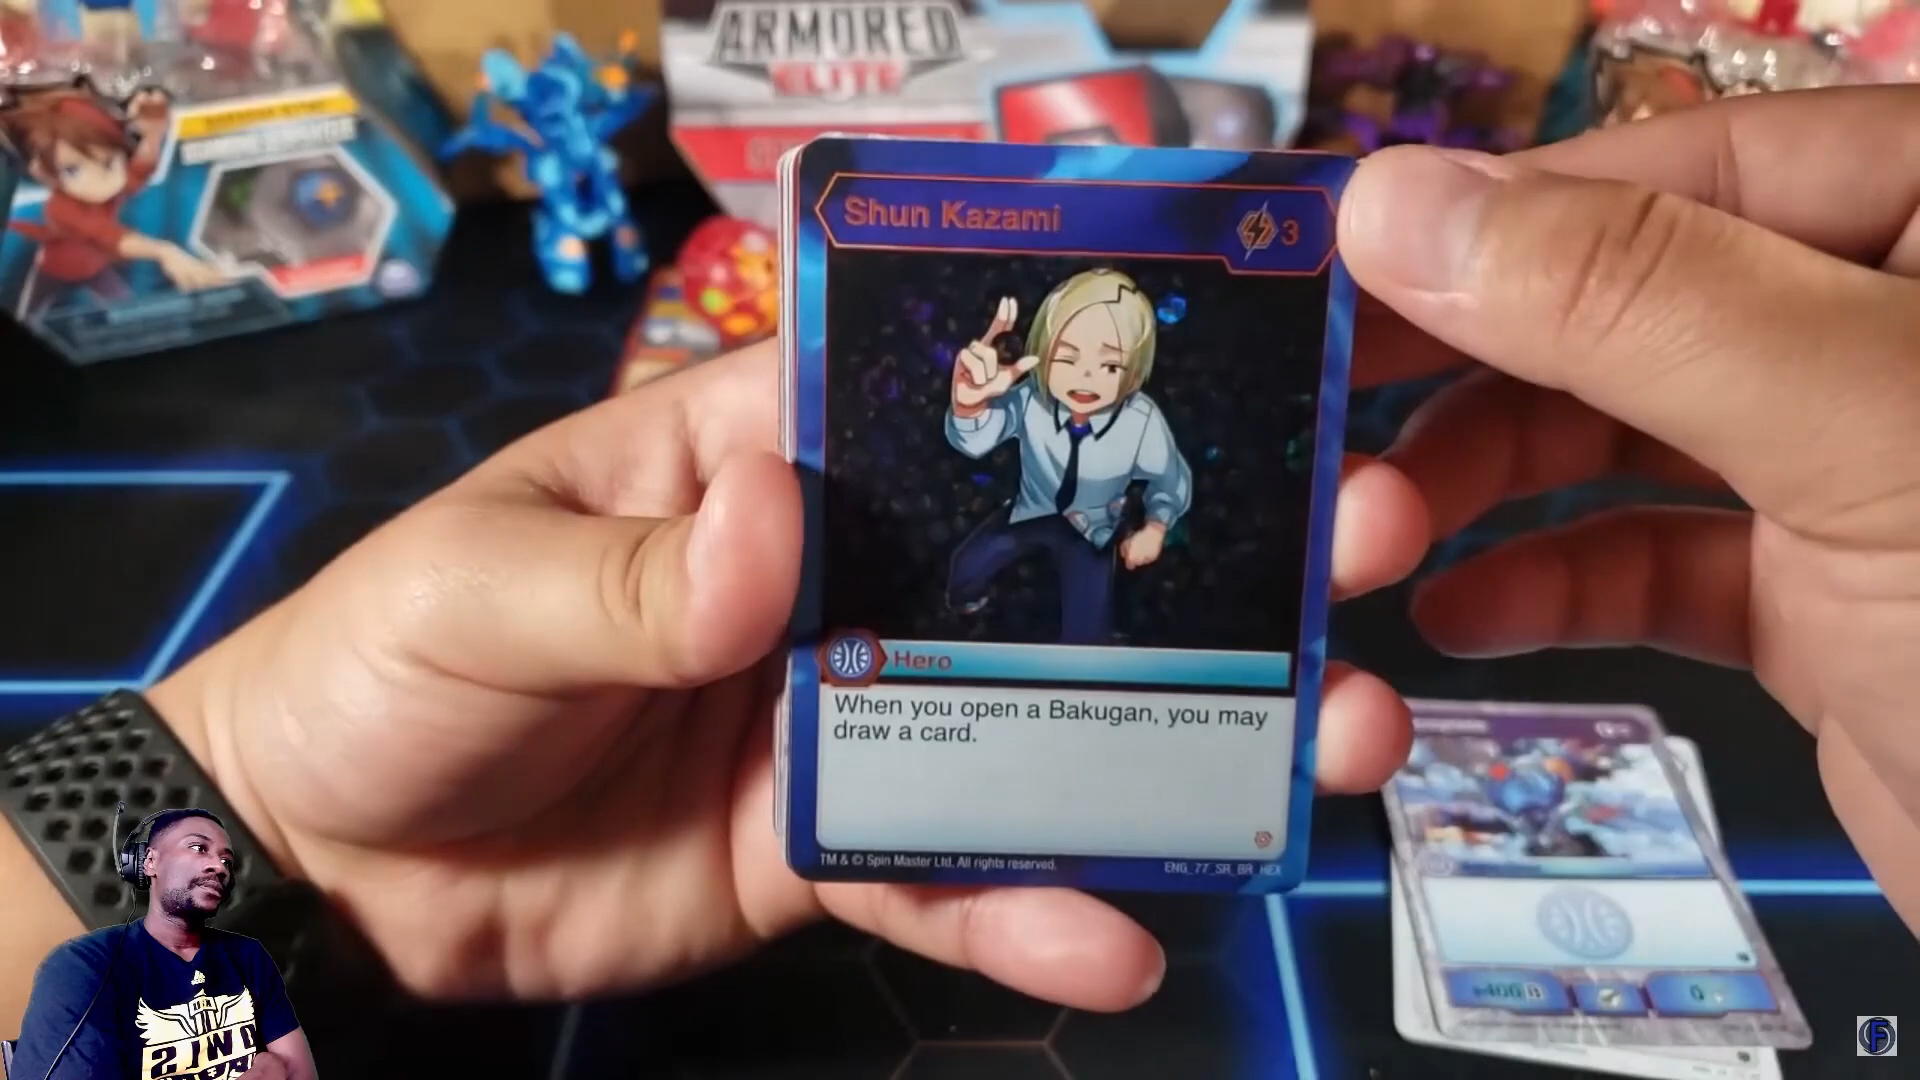 ARMORED
ELITE
Shun Kazami
3
Hero
When you open a Bakugan, you may
draw a card.
TM & © Spin Master Ltd. All rights reserved.
ENG_77_SR_BR_HEX